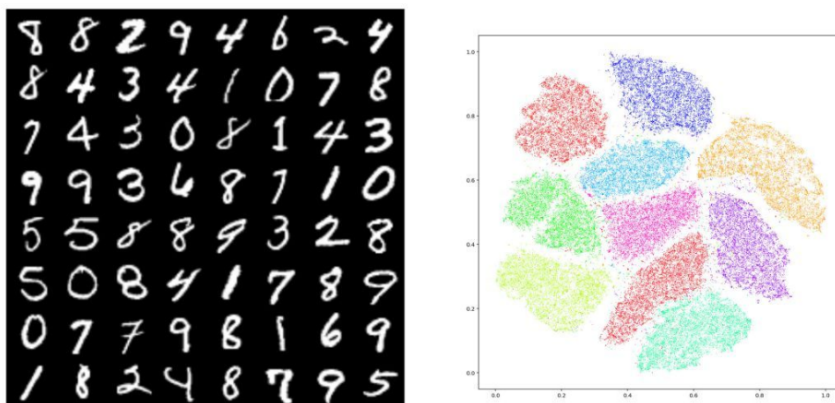 8 8 2 9 4 6 2 4
8 4 3 4 1 0 7 8
7 4 3 0 8 1 4 3
9 9 3 6 8 7 1 0
5 5 8 8 9 3 2 8
5 0 8 4 1 7 8 9
0 7 7 9 8 1 6 9
1 8 2 4 8 7 9 5
1.0
0.8
0.6
0.4
0.2
0.0
0.0 0.2 0.4 0.6 0.8 1.0